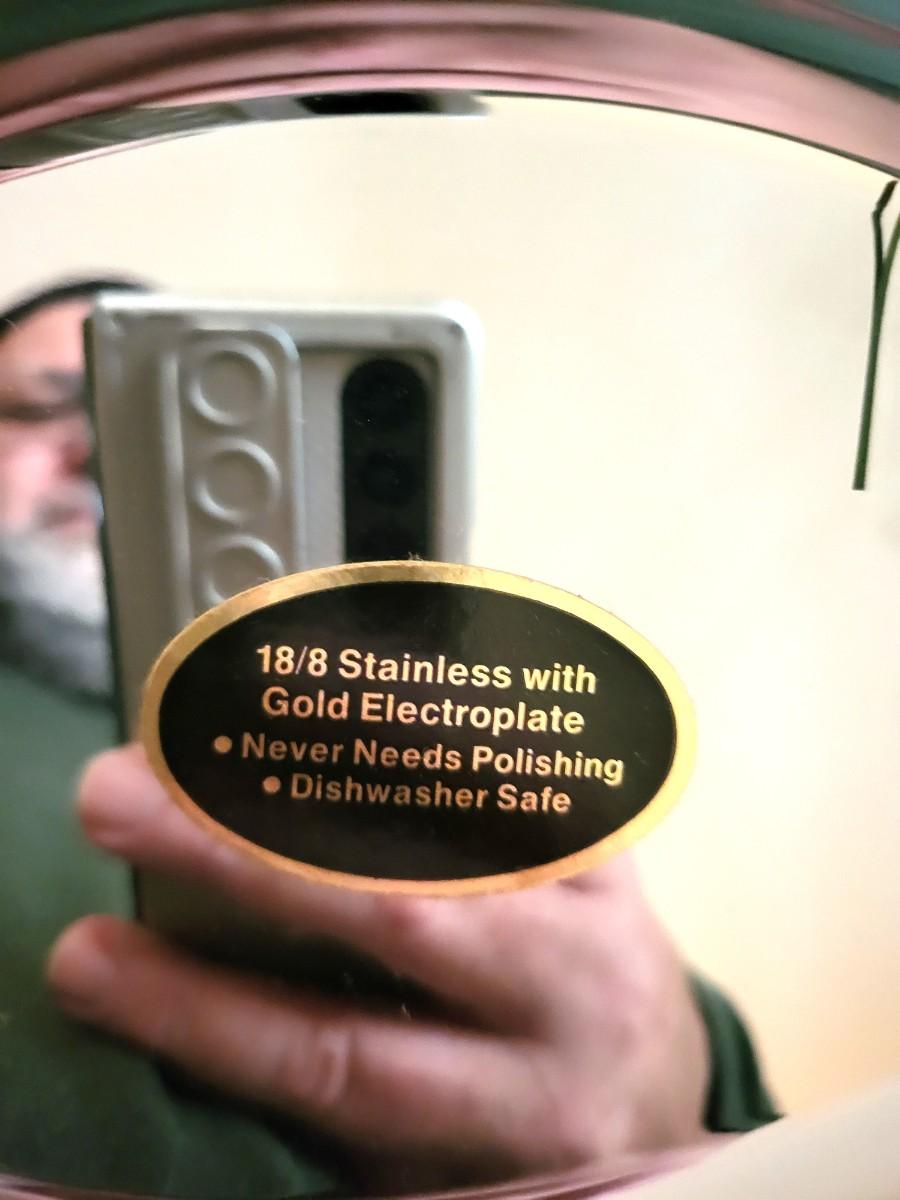 18/8 Stainless with
Gold Electroplate
• Never Needs Polishing
• Dishwasher Safe